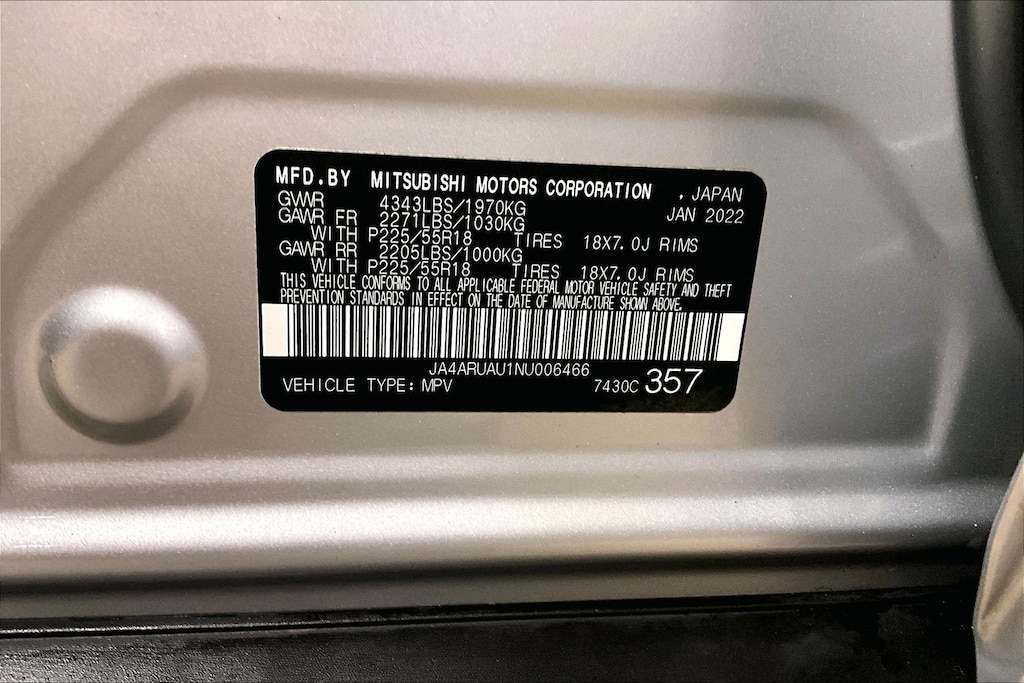 MFD.BY MITSUBISHI MOTORS CORPORATION , JAPAN
JAN 2022
GVWR 4343LBS/1970KG
GAWR FR 2271LBS/1030KG
WITH P225/55R18 TIRES 18X7.0J RIMS
GAWR RR 2205LBS/1000KG
WITH P225/55R18 TIRES 18X7.0J RIMS
THIS VEHICLE CONFORMS TO ALL APPLICABLE FEDERAL MOTOR VEHICLE SAFETY AND THEFT
PREVENTION STANDARDS IN EFFECT ON THE DATE OF MANUFACTURE SHOWN ABOVE.
JA4ARUAU1NU006466
VEHICLE TYPE: MPV 7430C 357